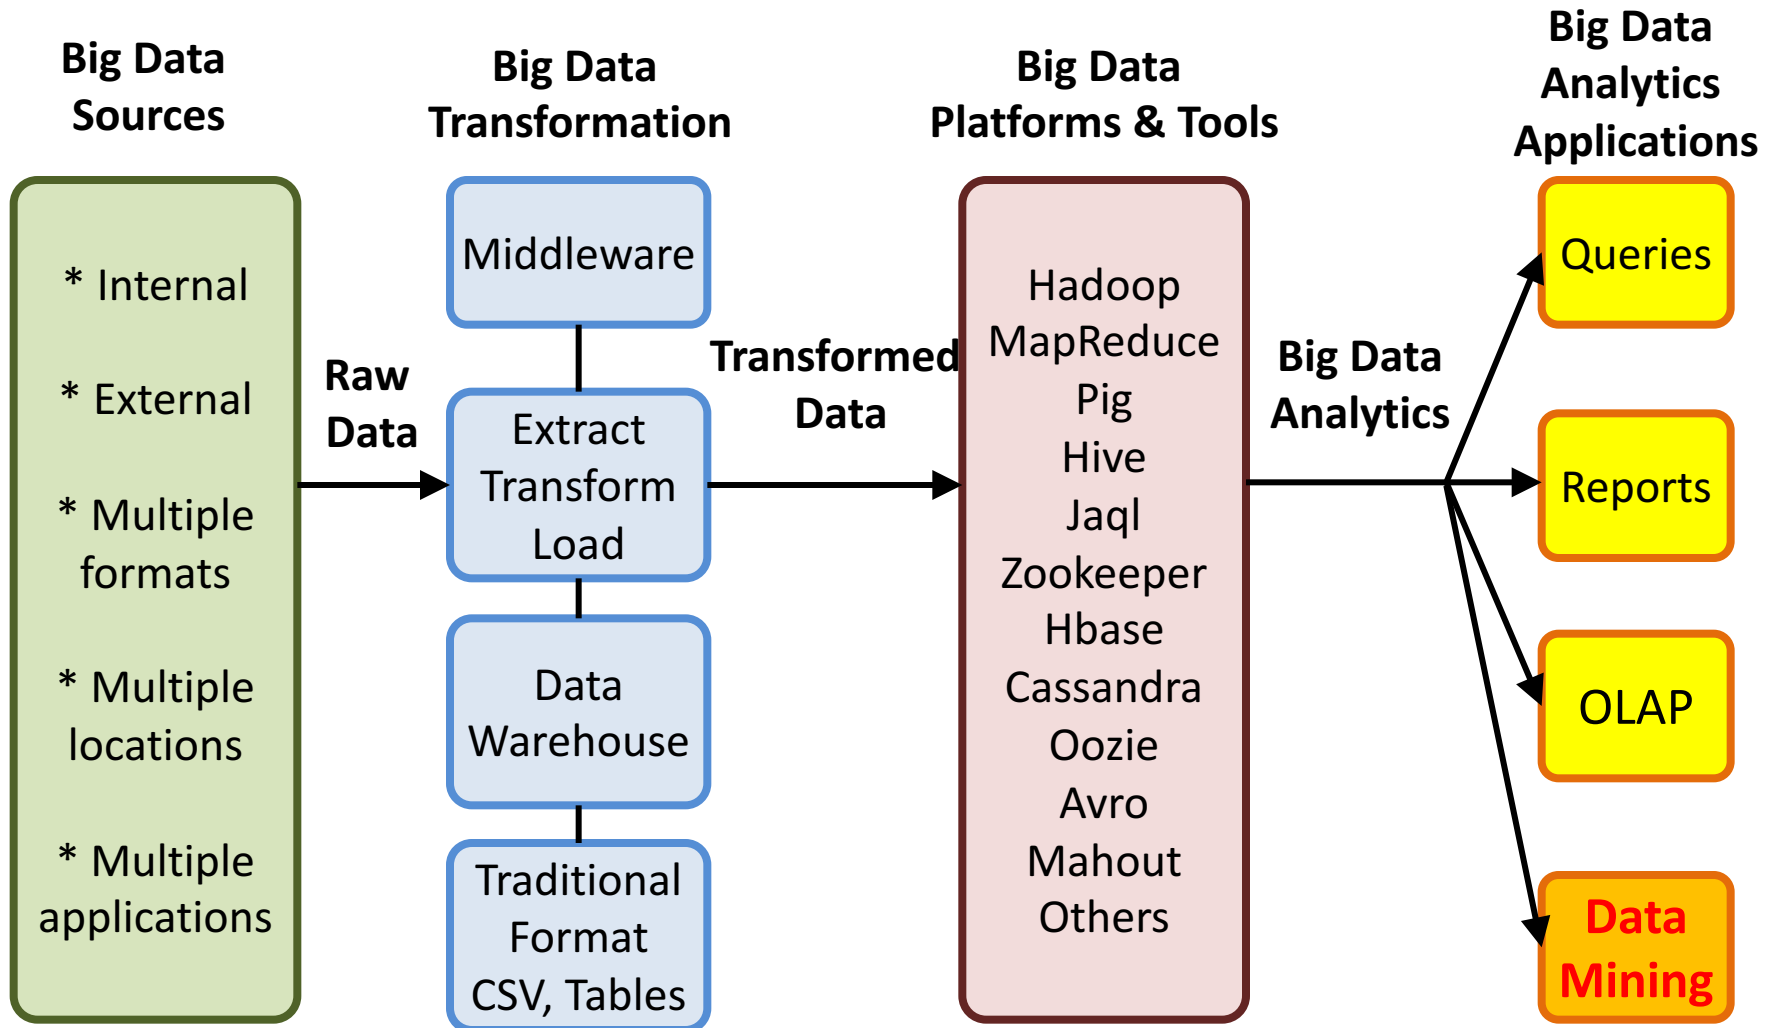 Big Data
Sources
* Internal
* External
* Multiple
formats
* Multiple
locations
* Multiple
applications
Raw
Data
Big Data
Transformation
Middleware
Extract
Transform
Load
Data
Warehouse
Traditional
Format
CSV, Tables
Transformed
Data
Big Data
Platforms & Tools
Hadoop
MapReduce
Pig
Hive
Jaql
Zookeeper
Hbase
Cassandra
Oozie
Avro
Mahout
Others
Big Data
Analytics
Big Data
Analytics
Applications
Queries
Reports
OLAP
Data
Mining